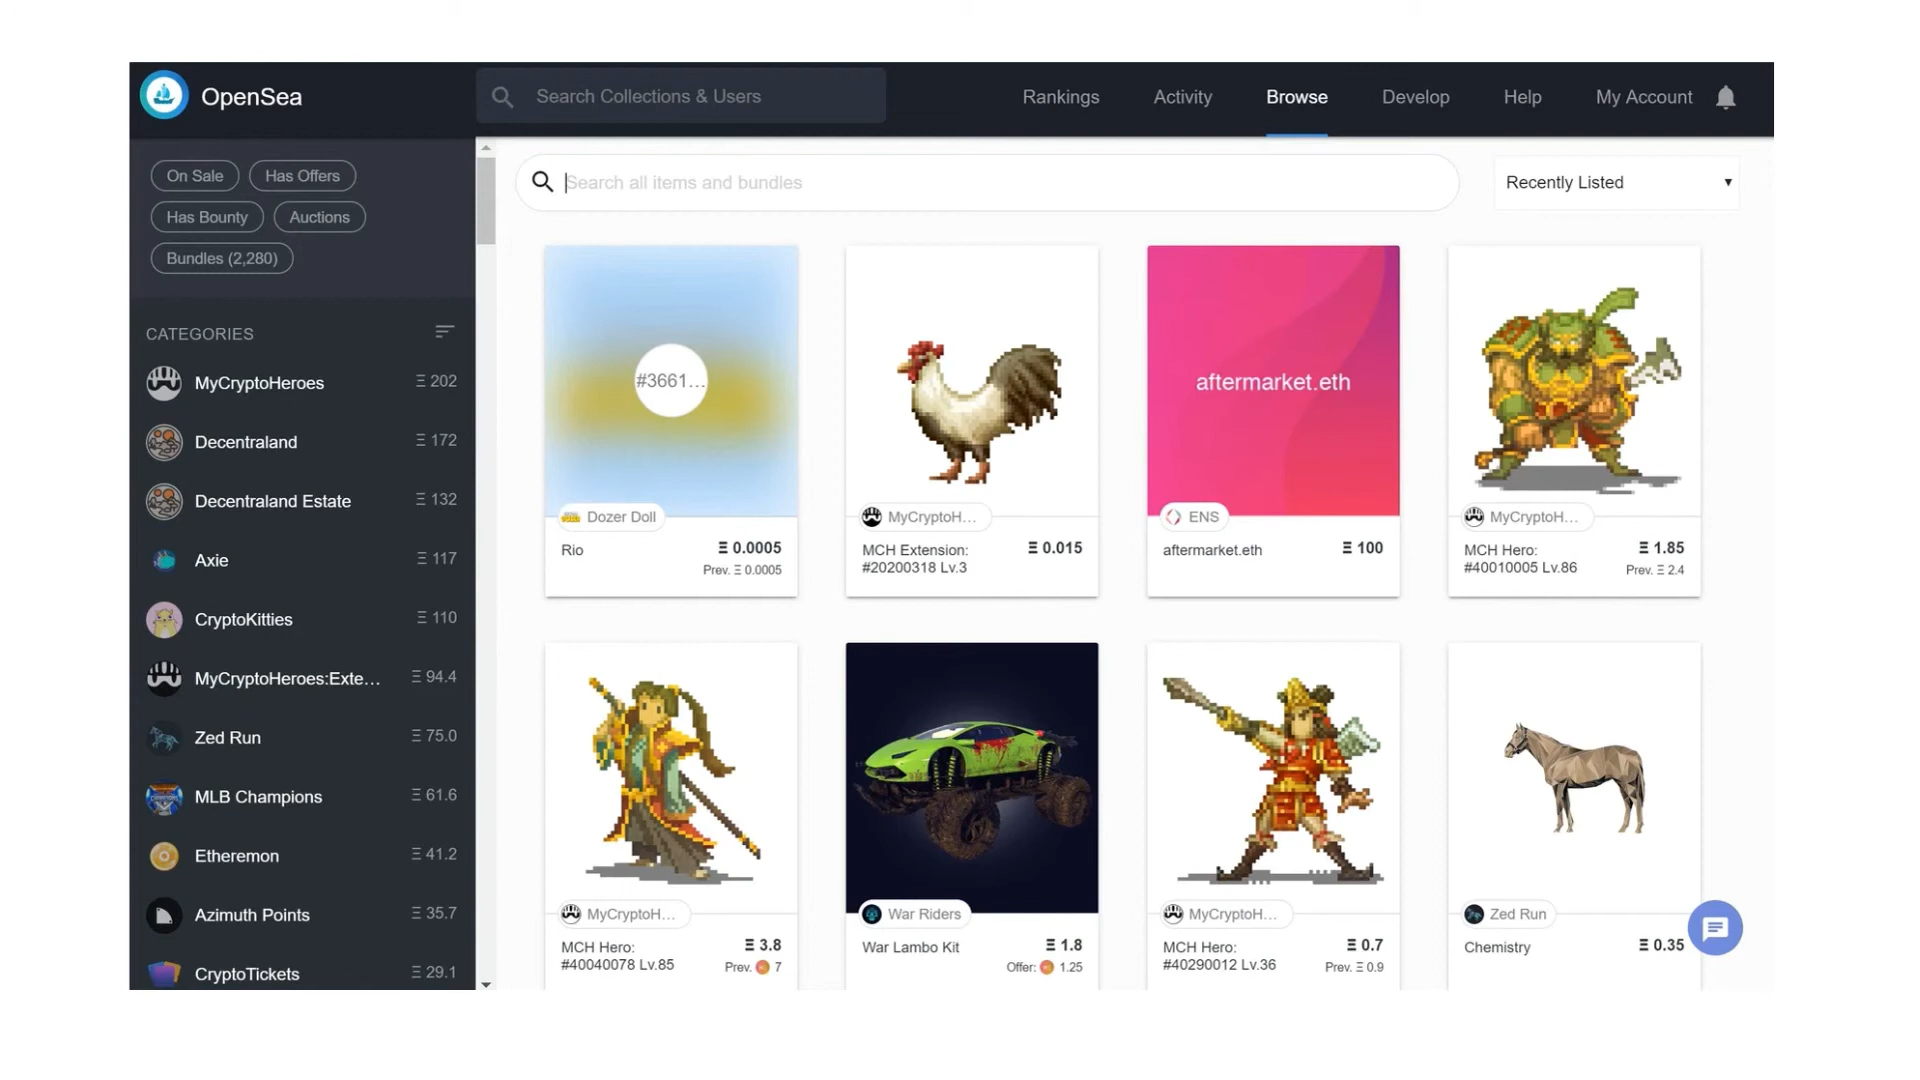 OpenSea
Search Collections & Users
Rankings
Activity
Browse
Develop
Help
My Account
On Sale
Has Offers
Has Bounty
Auctions
Bundles (2,280)
CATEGORIES
MyCryptoHeroes Ξ 202
Decentraland Ξ 172
Decentraland Estate Ξ 132
Axie Ξ 117
CryptoKitties Ξ 110
MyCryptoHeroes:Exte... Ξ 94.4
Zed Run Ξ 75.0
MLB Champions Ξ 61.6
Etheremon Ξ 41.2
Azimuth Points Ξ 35.7
CryptoTickets Ξ 29.1
Search all items and bundles
Recently Listed
#3661...
Dozer Doll
Rio Ξ 0.0005
Prev. Ξ 0.0005
MyCryptoH...
MCH Extension: Ξ 0.015
#20200318 Lv.3
aftermarket.eth
ENS
aftermarket.eth Ξ 100
MyCryptoH...
MCH Hero: Ξ 1.85
#40010005 Lv.86 Prev. Ξ 2.4
MyCryptoH...
MCH Hero: Ξ 3.8
#40040078 Lv.85 Prev. 7
War Riders
War Lambo Kit Ξ 1.8
Offer: 1.25
MyCryptoH...
MCH Hero: Ξ 0.7
#40290012 Lv.36 Prev. Ξ 0.9
Zed Run
Chemistry Ξ 0.35